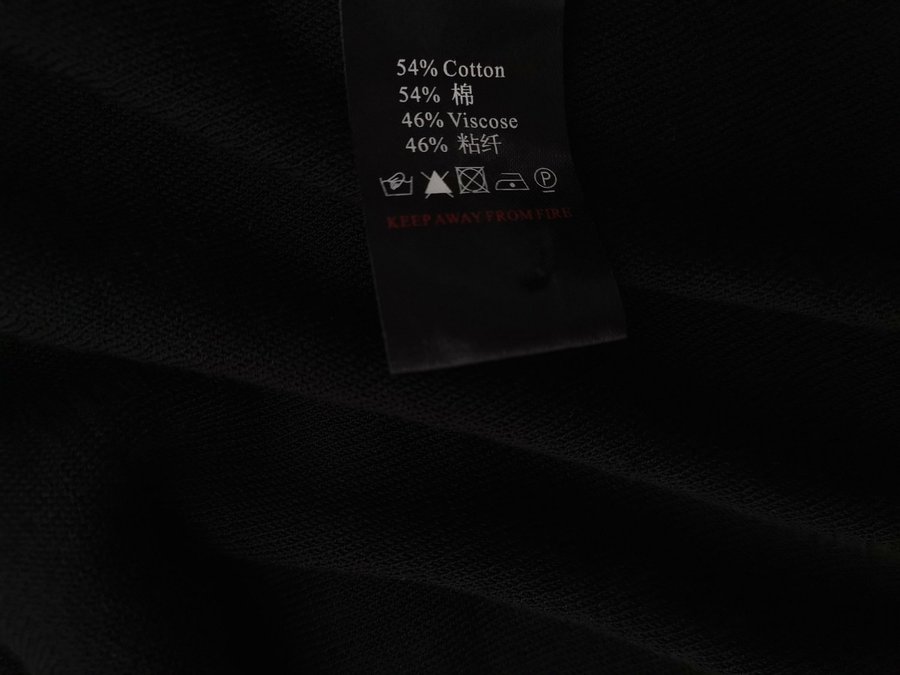 54% Cotton
54% 棉
46% Viscose
46% 粘纤
P
KEEP AWAY FROM FIRE